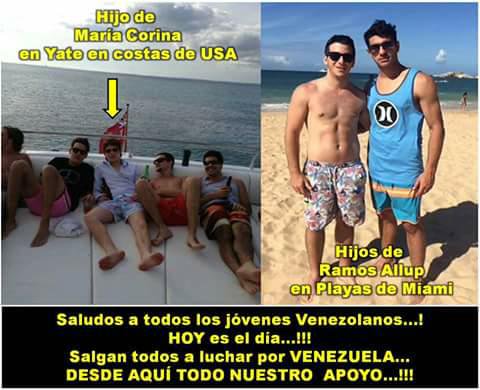 Hijo de
María Corina
en Yate en costas de USA
Hijos de
Ramos Allup
en Playas de Miami
Saludos a todos los jóvenes Venezolanos...!
HOY es el dia...!!!
Salgan todos a luchar por VENEZUELA...
DESDE AQUÍ TODO NUESTRO APOYO...!!!